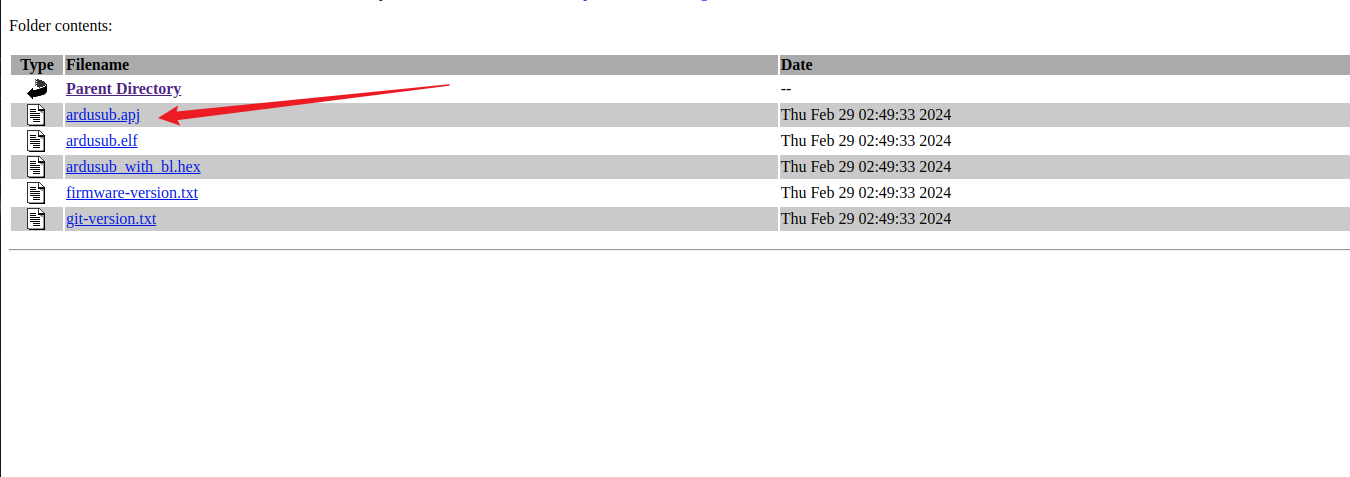 Folder contents:
Type Filename Date
Parent Directory --
ardusub.apj Thu Feb 29 02:49:33 2024
ardusub.elf Thu Feb 29 02:49:33 2024
ardusub_with_bl.hex Thu Feb 29 02:49:33 2024
firmware-version.txt Thu Feb 29 02:49:33 2024
git-version.txt Thu Feb 29 02:49:33 2024